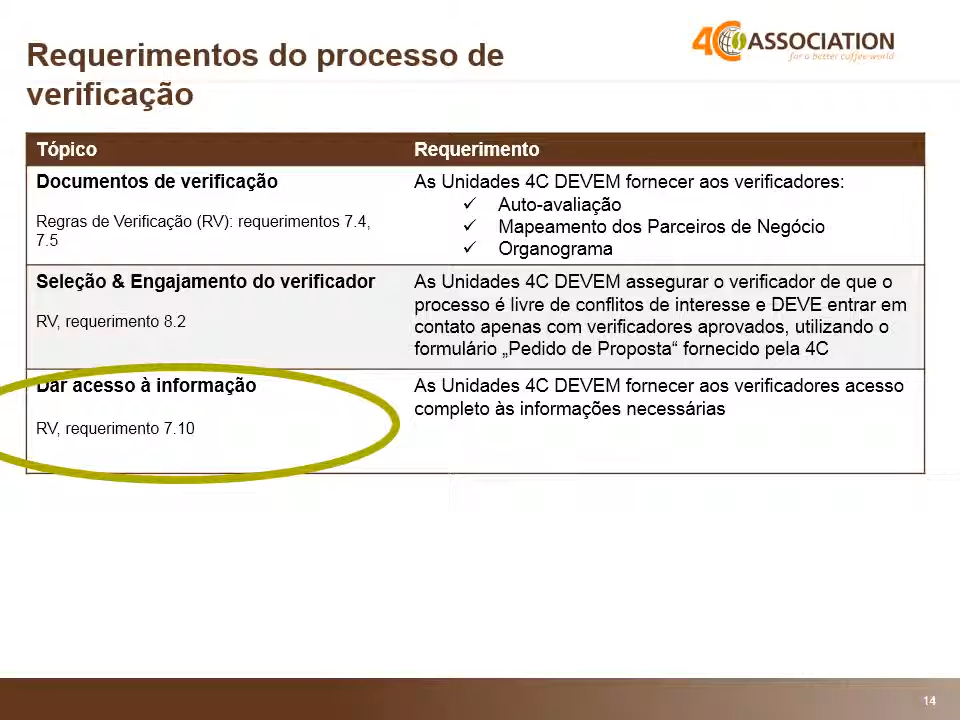 Requerimentos do processo de
verificação
4C ASSOCIATION
for a better coffee world
Tópico
Requerimento
Documentos de verificação
Regras de Verificação (RV): requerimentos 7.4,
7.5
As Unidades 4C DEVEM fornecer aos verificadores:
✓ Auto-avaliação
✓ Mapeamento dos Parceiros de Negócio
✓ Organograma
Seleção & Engajamento do verificador
RV, requerimento 8.2
As Unidades 4C DEVEM assegurar o verificador de que o
processo é livre de conflitos de interesse e DEVE entrar em
contato apenas com verificadores aprovados, utilizando o
formulário „Pedido de Proposta“ fornecido pela 4C
Dar acesso à informação
RV, requerimento 7.10
As Unidades 4C DEVEM fornecer aos verificadores acesso
completo às informações necessárias
14